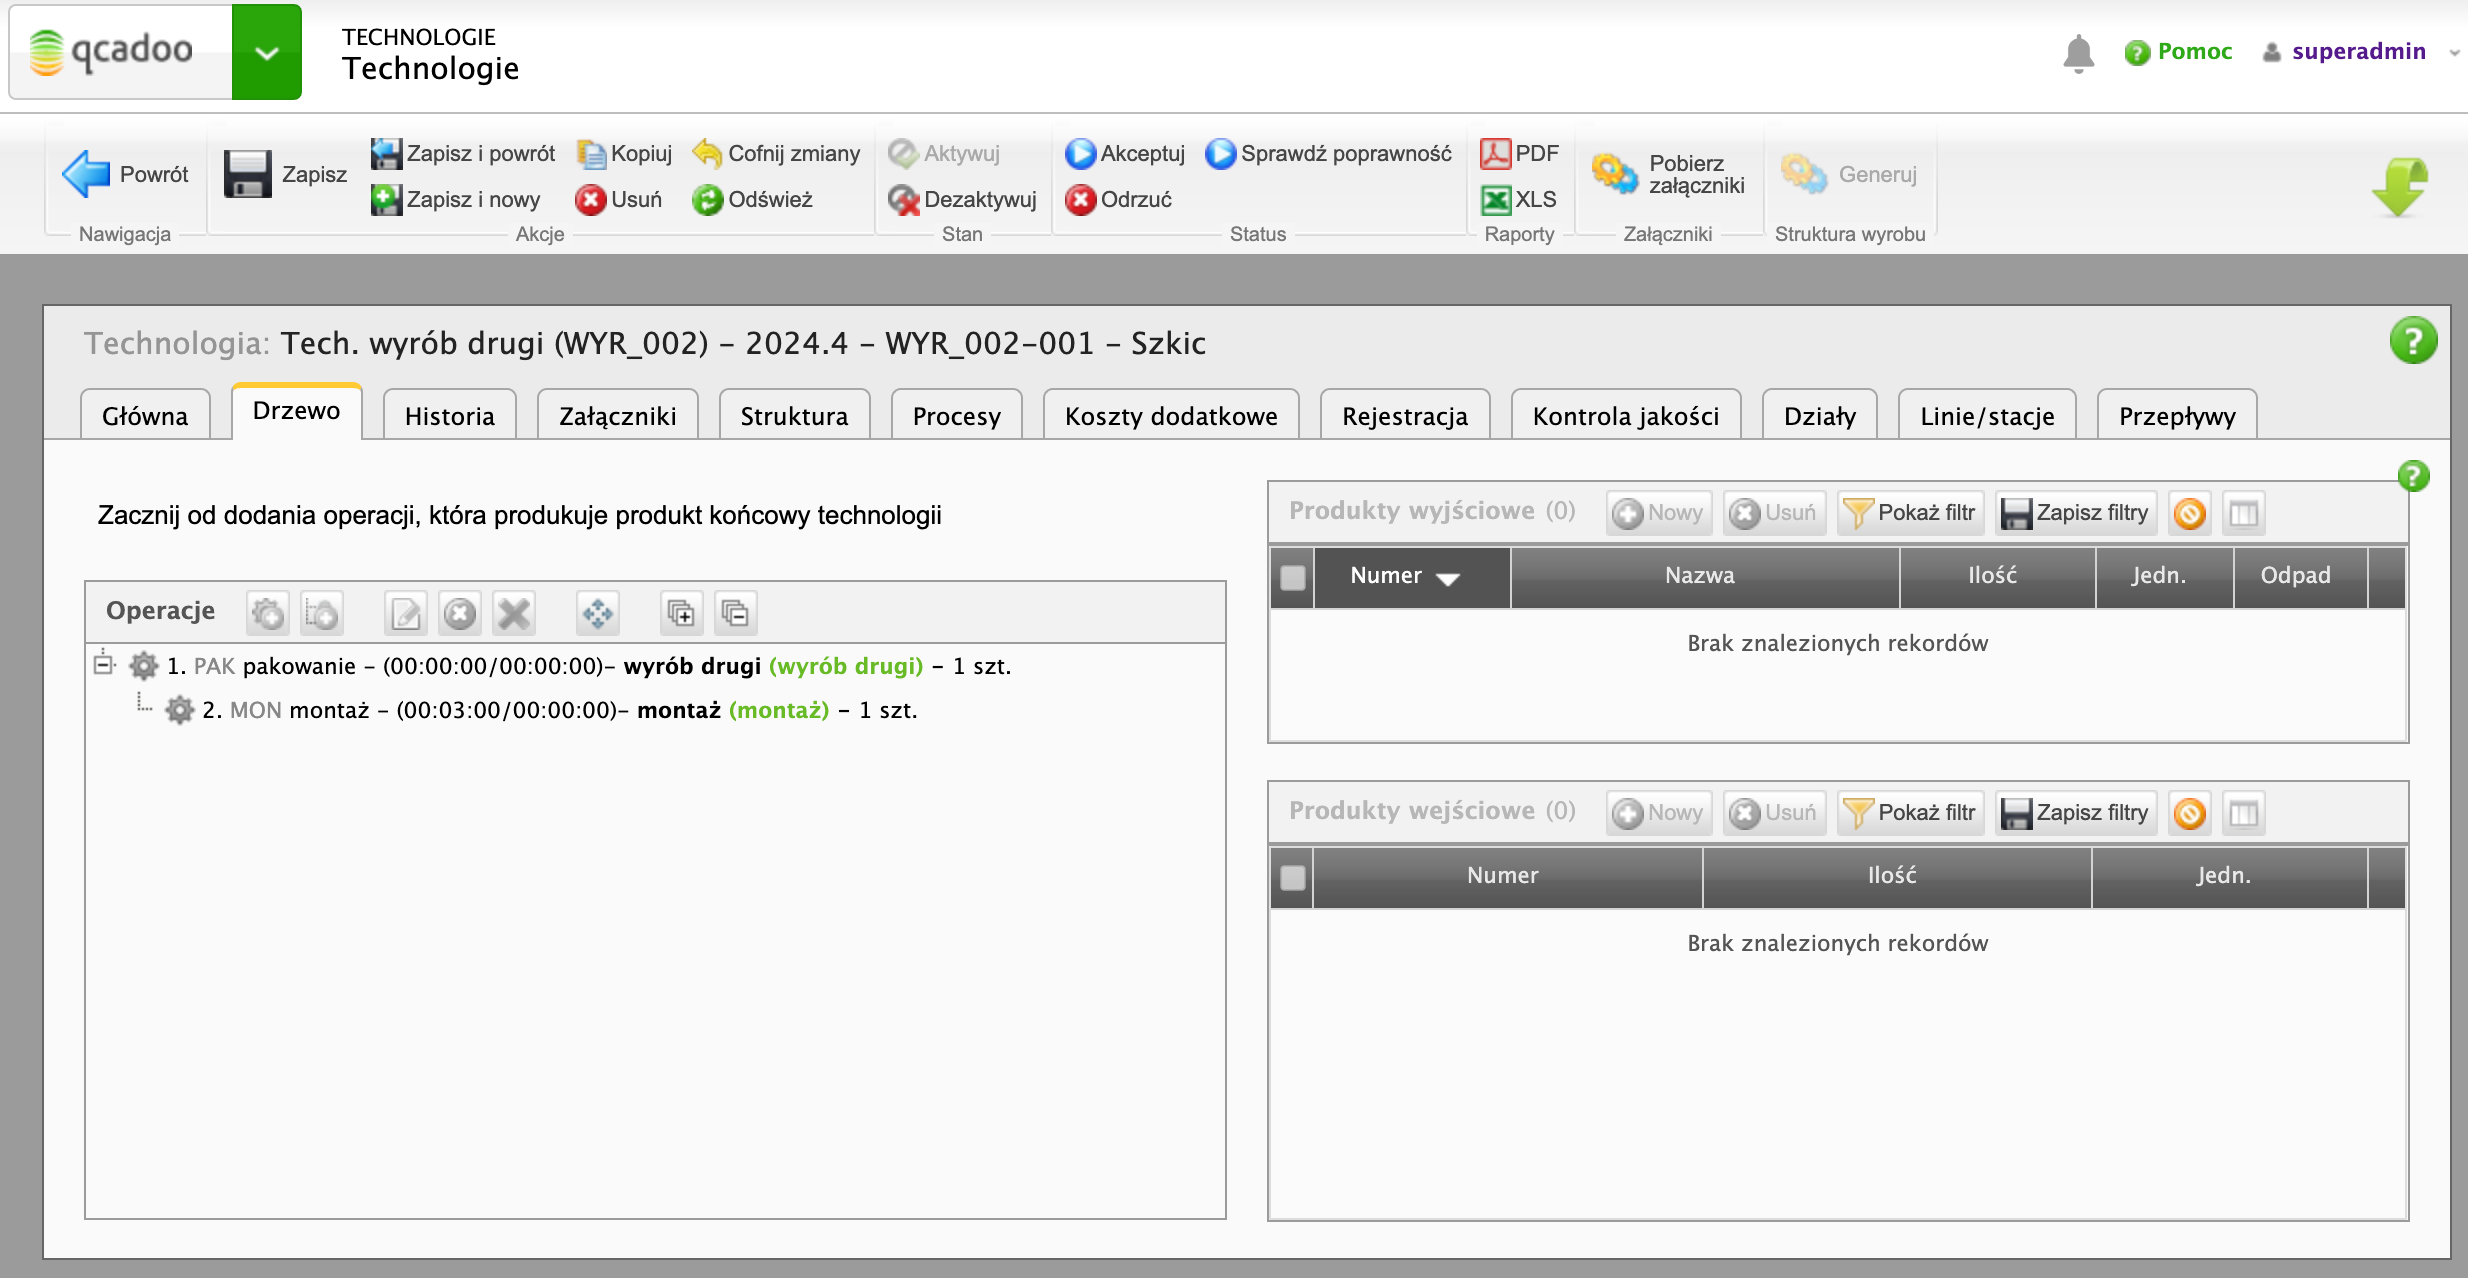 qcadoo
TECHNOLOGIE
Technologie
Pomoc
superadmin
Powrót
Nawigacja
Zapisz
Zapisz i powrót
Kopiuj
Cofnij zmiany
Zapisz i nowy
Usuń
Odśwież
Akcje
Aktywuj
Dezaktywuj
Stan
Akceptuj
Sprawdź poprawność
Odrzuć
Status
PDF
XLS
Raporty
Pobierz
załączniki
Załączniki
Generuj
Struktura wyrobu
Technologia: Tech. wyrób drugi (WYR_002) - 2024.4 - WYR_002-001 - Szkic
?
Główna
Drzewo
Historia
Załączniki
Struktura
Procesy
Koszty dodatkowe
Rejestracja
Kontrola jakości
Działy
Linie/stacje
Przepływy
?
Zacznij od dodania operacji, która produkuje produkt końcowy technologii
Operacje
1. PAK pakowanie - (00:00:00/00:00:00)- wyrób drugi (wyrób drugi) - 1 szt.
2. MON montaż - (00:03:00/00:00:00)- montaż (montaż) - 1 szt.
Produkty wyjściowe (0)
Nowy
Usuń
Pokaż filtr
Zapisz filtry
Numer
Nazwa
Ilość
Jedn.
Odpad
Brak znalezionych rekordów
Produkty wejściowe (0)
Nowy
Usuń
Pokaż filtr
Zapisz filtry
Numer
Ilość
Jedn.
Brak znalezionych rekordów